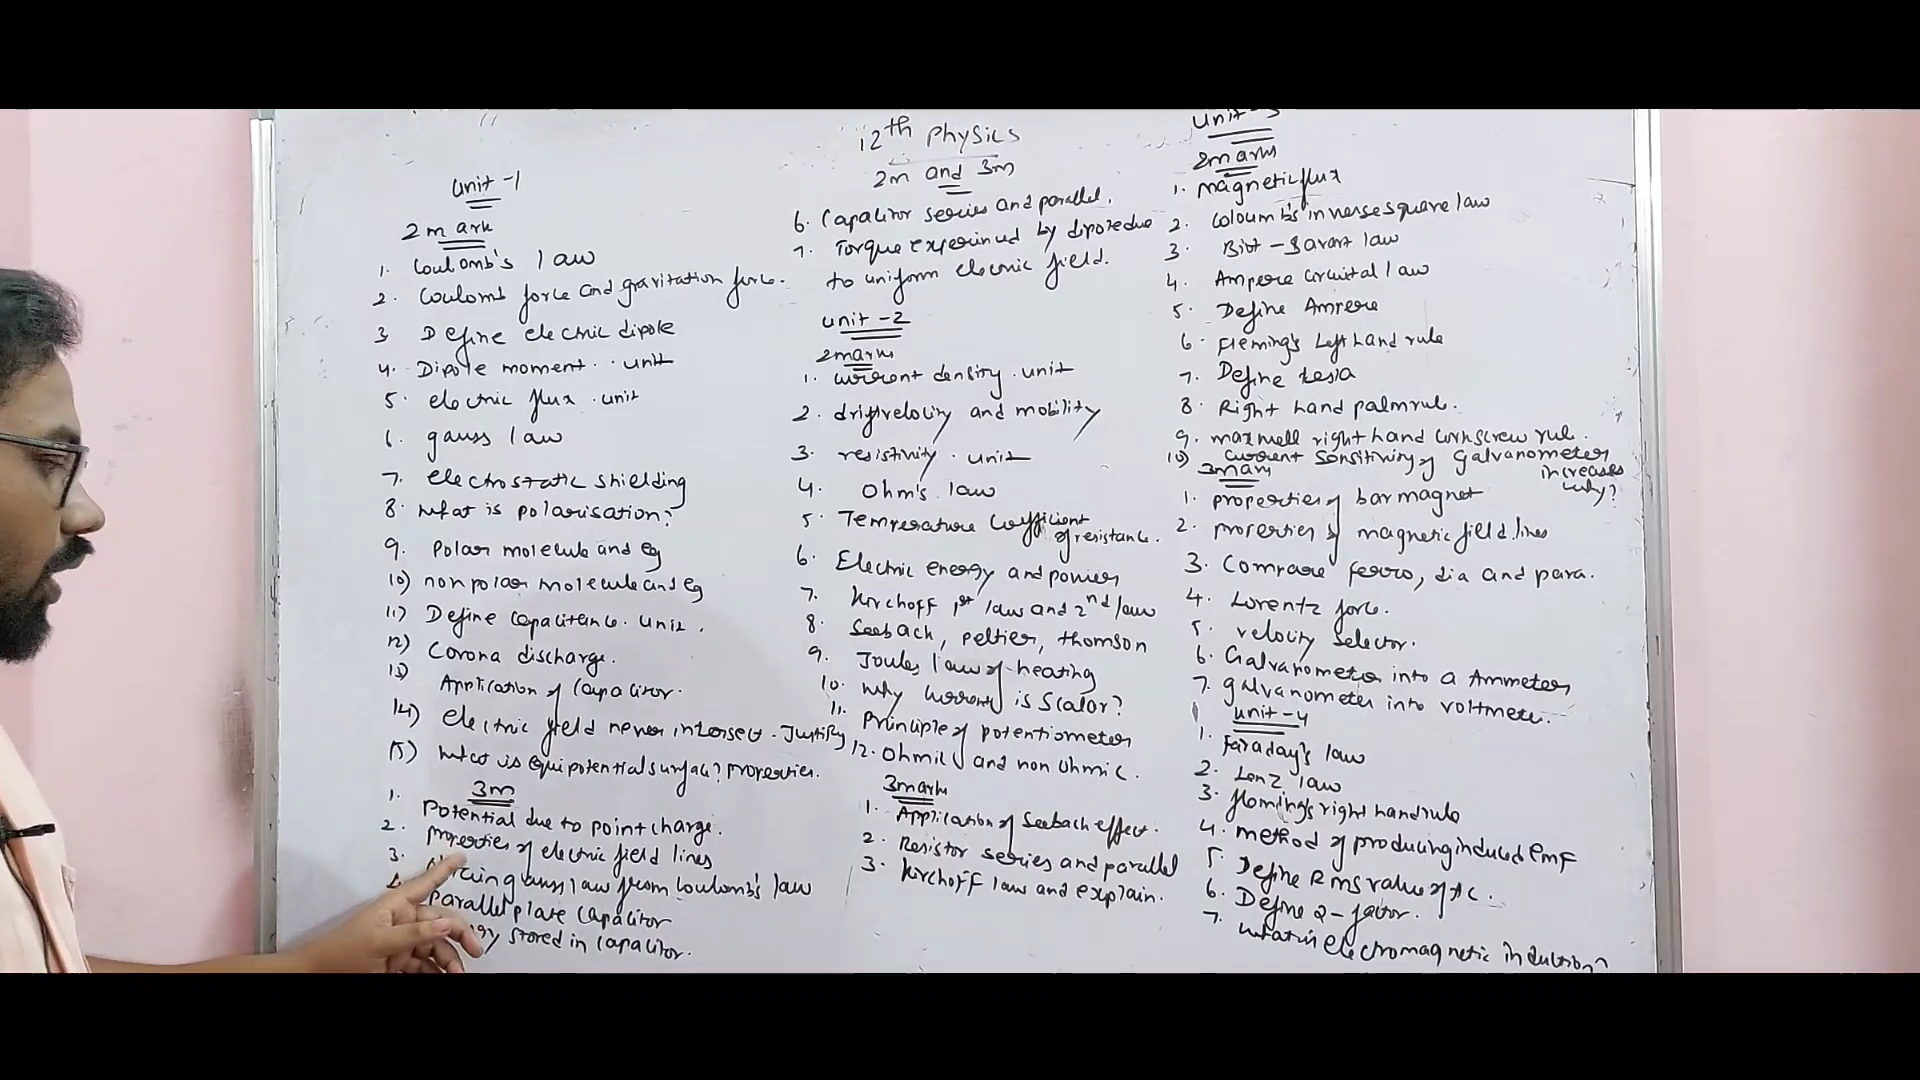 12th Physics
2m and 3m
unit-1
2mark
1. Coulomb's law
2. Coulomb force and gravitation force.
3 Define electric dipole
4. Dipole moment. unit
5. electric flux. unit
6. gauss law
7. electrostatic shielding
8. what is polarisation?
9. Polar molecule and eg
10) non polar molecule and eg
11) Define capacitance. unit.
12) Corona discharge.
13) Application of capacitor.
14) electric field never intersect. Justify
15) what is equipotential surface? properties.
3m
1. Potential due to point charge.
2. Properties of electric field lines
3. gauss law from coulomb's law
4. parallel plate capacitor
stored in capacitor.
6. Capacitor series and parallel.
7. Torque experienced by dipole due
to uniform electric field.
unit-2
2mark
1. current density. unit
2. drift velocity and mobility
3. resistivity. unit
4. Ohm's law
5. Temperature coefficient
of resistance.
6. Electric energy and power
7. Kirchoff 1st law and 2nd law
8. Seeback, peltier, thomson
9. Joules law of heating
10. why current is Scalar?
11. Principle of potentiometer
12. Ohmic and non ohmic.
3mark
1. Application of Seeback effect.
2. Resistor series and parallel
3. Kirchoff law and explain.
unit-3
2mark
1. magnetic flux
2. Coloumb's inverse square law
3. Biot-Savart law
4. Ampere circuital law
5. Define Ampere
6. Fleming's Left hand rule
7. Define tesla
8. Right hand palm rule.
9. maxwell right hand corkscrew rule.
10) current sensitivity of galvanometer
increases
why?
3mark
1. properties of bar magnet
2. properties of magnetic field lines
3. Compare ferro, dia and para.
4. Lorentz force.
5. velocity selector.
6. Galvanometer into a Ammeter
7. galvanometer into voltmeter.
unit-4
1. Faraday's law
2. Lenz law
3. fleming's right hand rule
4. method of producing induced emf
5. Define RMS value of AC.
6. Define Q-factor.
7. what is electromagnetic induction?